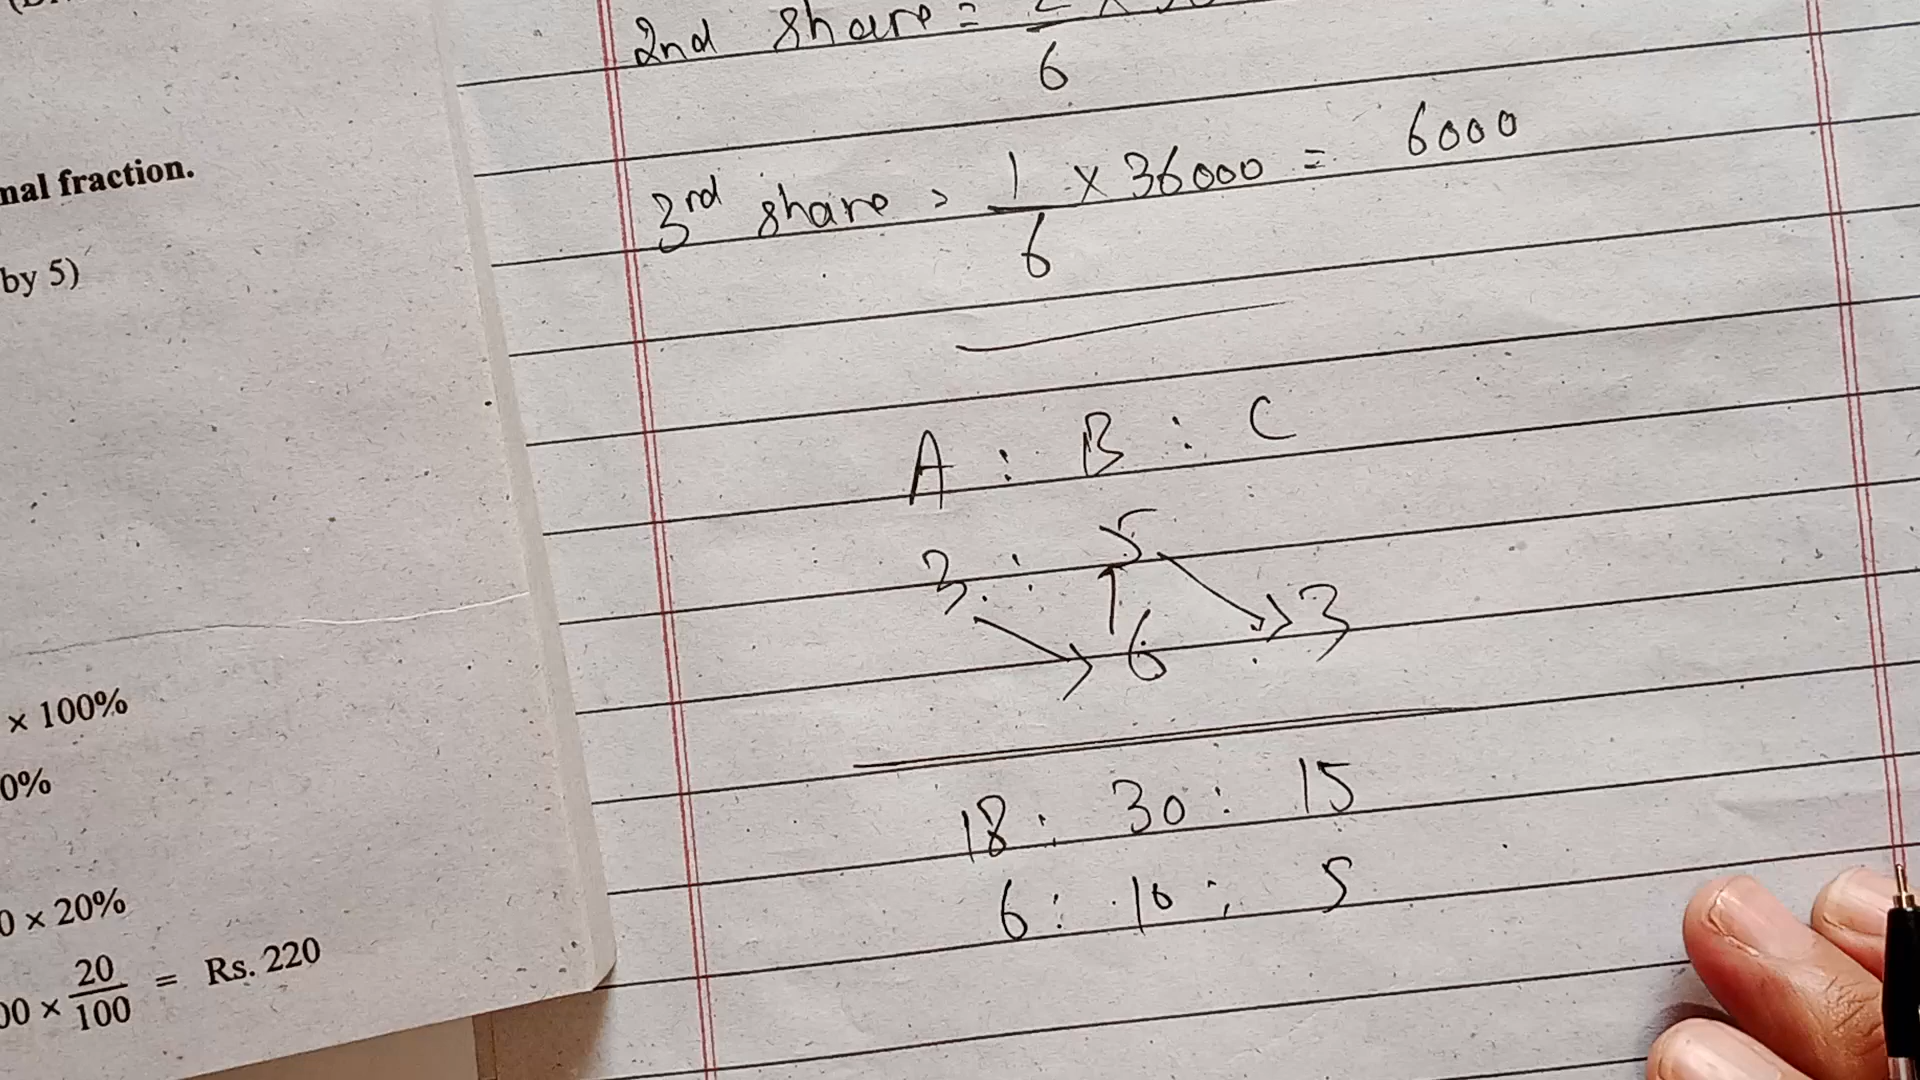 2nd share =
6
3rd share = 1/6 × 36000 = 6000
A : B : C
3 : 5
6 : 3
18 : 30 : 15
6 : 10 : 5
nal fraction.
by 5)
× 100%
0%
0 × 20%
00 × 20/100 = Rs. 220